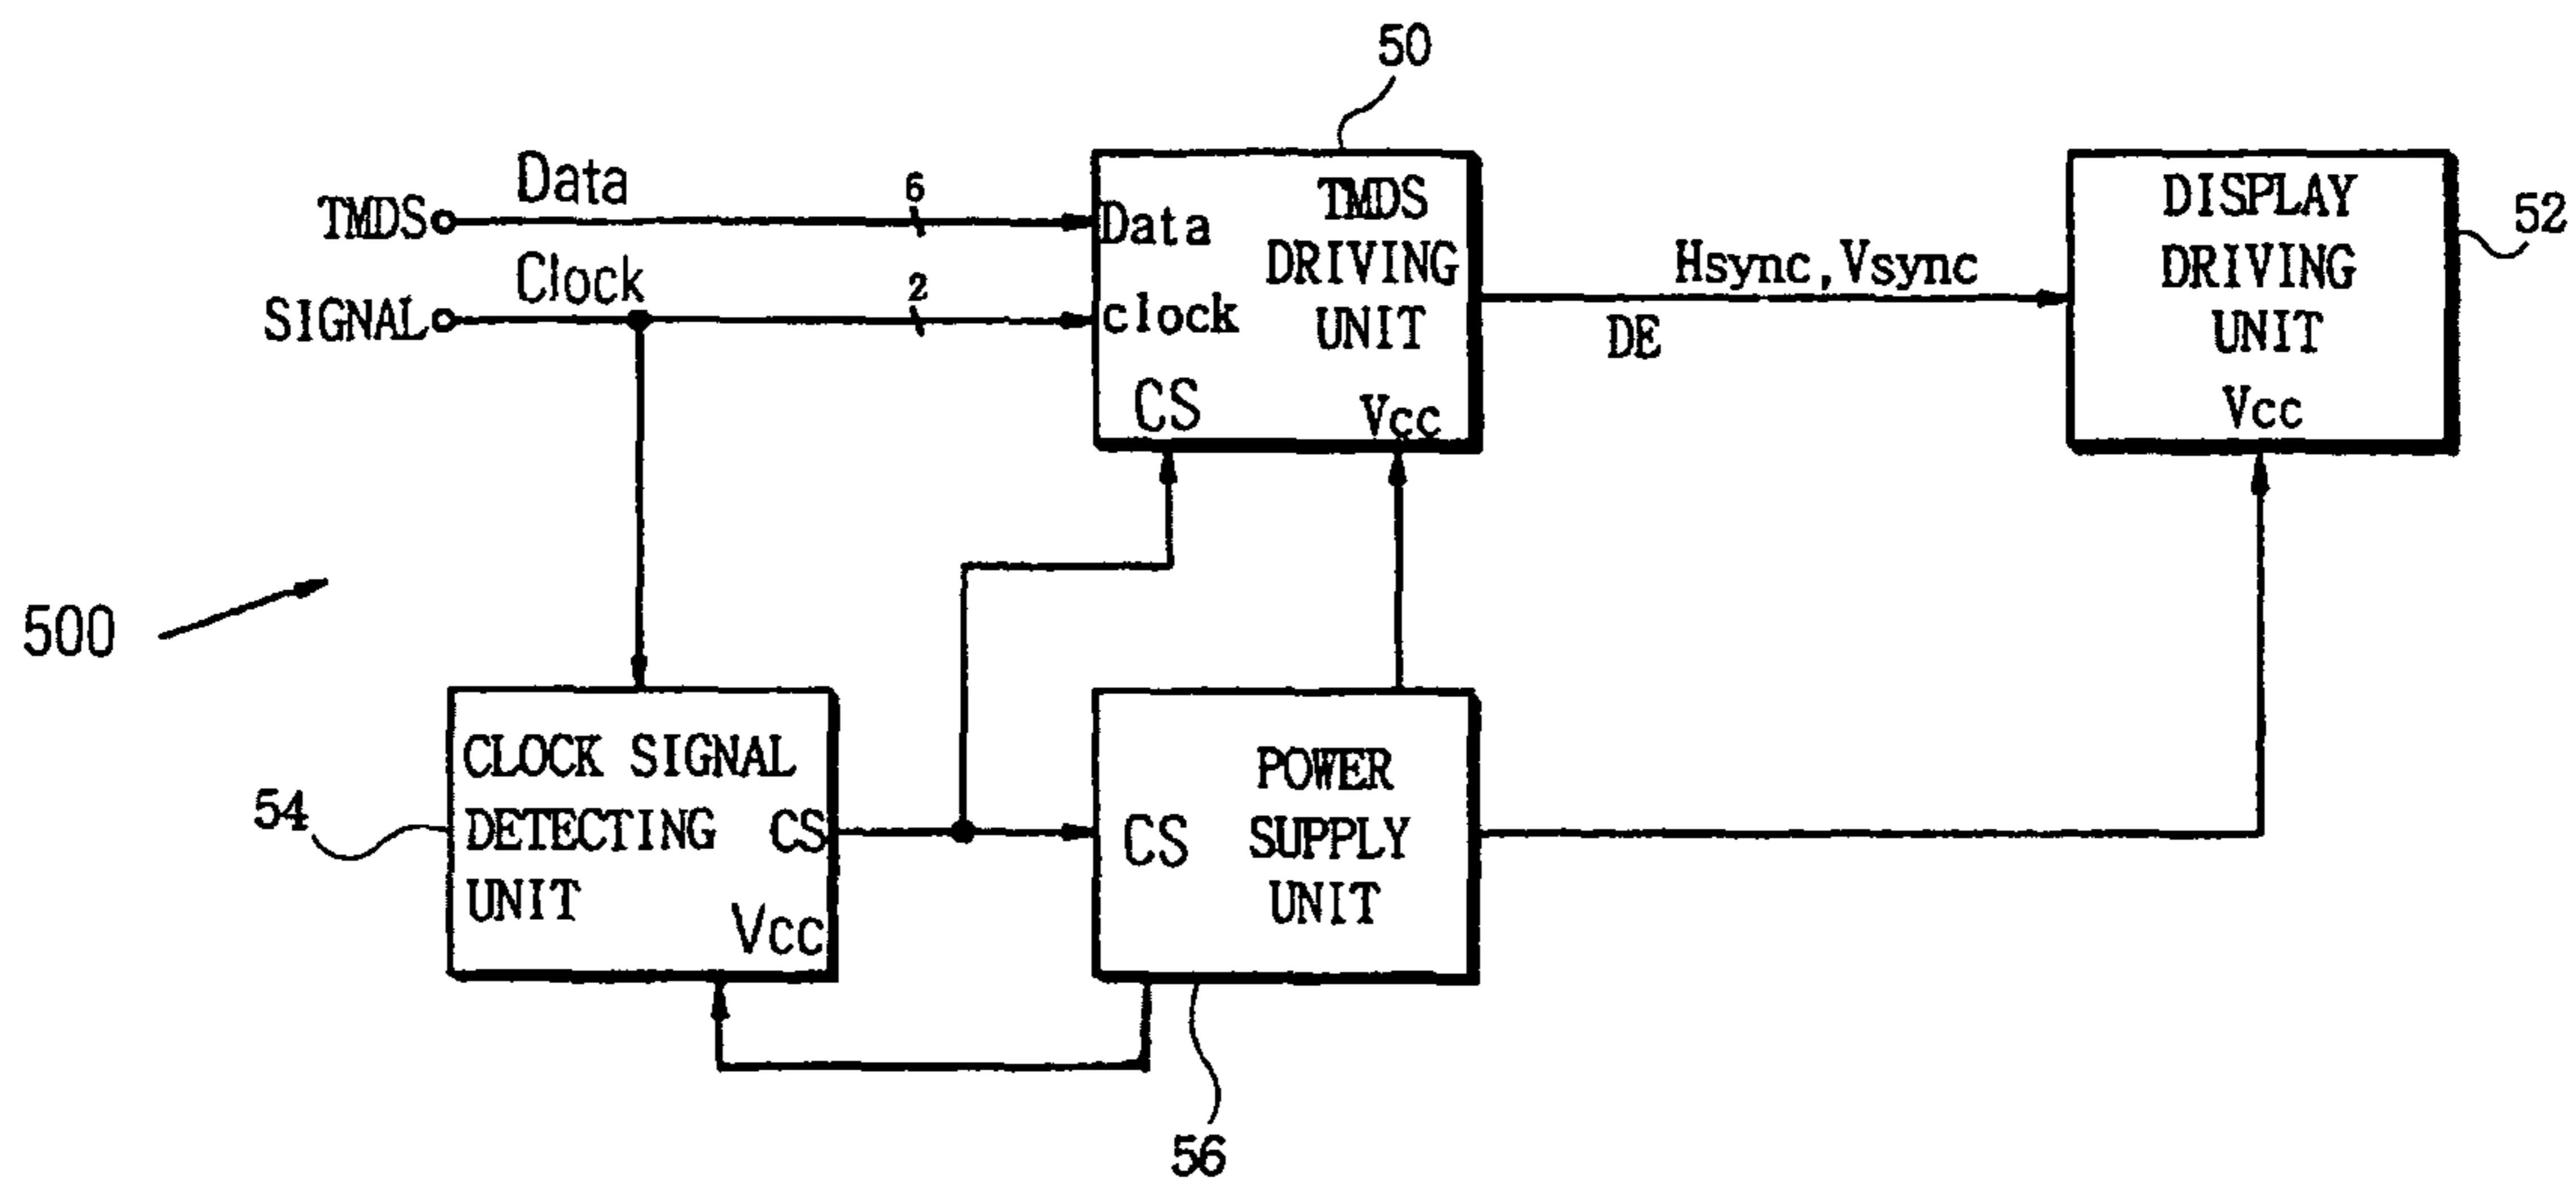 50
Data
6
TMDS
Data
TMDS
DRIVING
UNIT
DISPLAY
DRIVING
UNIT
52
Clock
2
SIGNAL
clock
Hsync,Vsync
DE
CS
Vcc
Vcc
500
CLOCK SIGNAL
DETECTING
UNIT
CS
Vcc
54
CS
POWER
SUPPLY
UNIT
56